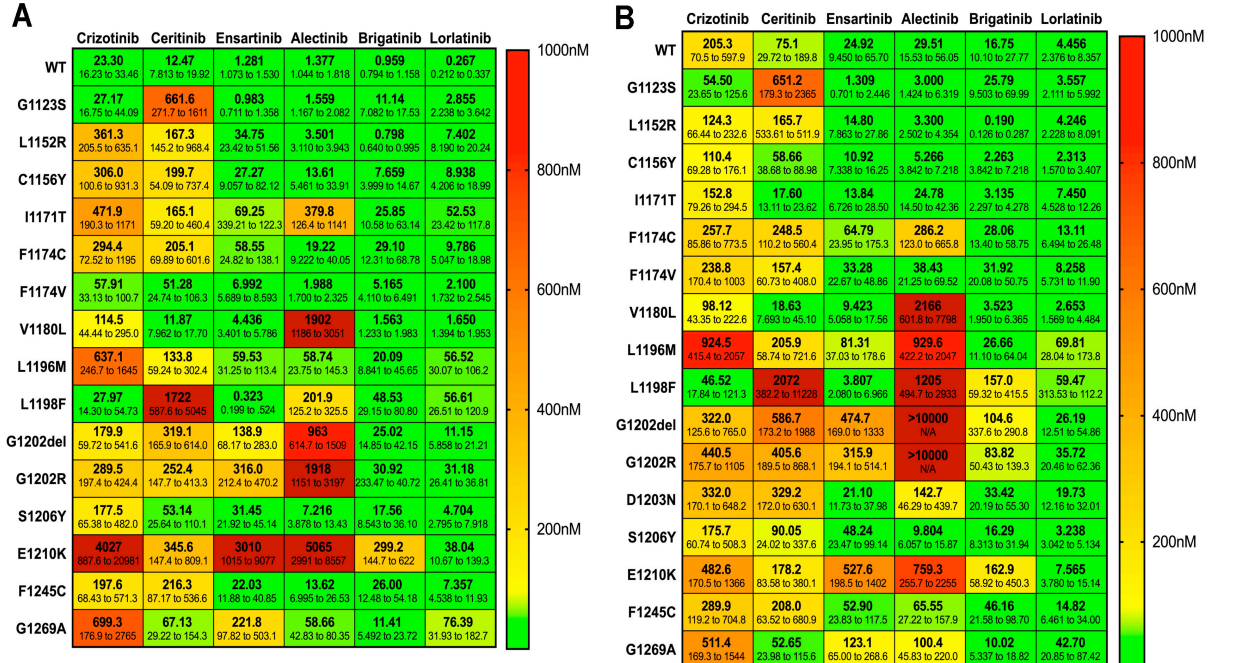 A
Crizotinib Ceritinib Ensartinib Alectinib Brigatinib Lorlatinib
WT 23.30 12.47 1.281 1.377 0.959 0.267
16.23 to 33.46 7.813 to 19.92 1.073 to 1.530 1.044 to 1.818 0.794 to 1.158 0.212 to 0.337
G1123S 27.17 661.6 0.983 1.559 11.14 2.855
16.75 to 44.09 271.7 to 1611 0.711 to 1.358 1.167 to 2.082 7.082 to 17.53 2.238 to 3.642
L1152R 361.3 167.3 34.75 3.501 0.798 7.402
205.5 to 635.1 145.2 to 968.4 23.42 to 51.56 3.110 to 3.943 0.640 to 0.995 8.190 to 20.24
C1156Y 306.0 199.7 27.27 13.61 7.659 8.938
100.6 to 931.3 54.09 to 737.4 9.057 to 82.12 5.461 to 33.91 3.999 to 14.67 4.206 to 18.99
I1171T 471.9 165.1 69.25 379.8 25.85 52.53
190.3 to 1171 59.20 to 460.4 339.21 to 122.3 126.4 to 1141 10.58 to 63.14 23.42 to 117.8
F1174C 294.4 205.1 58.55 19.22 29.10 9.786
72.52 to 1195 69.89 to 601.6 24.82 to 138.1 9.222 to 40.05 12.31 to 68.78 5.047 to 18.98
F1174V 57.91 51.28 6.992 1.988 5.165 2.100
33.13 to 100.7 24.74 to 106.3 5.689 to 8.593 1.700 to 2.325 4.110 to 6.491 1.732 to 2.545
V1180L 114.5 11.87 4.436 1902 1.563 1.650
44.44 to 295.0 7.962 to 17.70 3.401 to 5.786 1186 to 3051 1.233 to 1.983 1.394 to 1.953
L1196M 637.1 133.8 59.53 58.74 20.09 56.52
246.7 to 1645 59.24 to 302.4 31.25 to 113.4 23.75 to 145.3 8.841 to 45.65 30.07 to 106.2
L1198F 27.97 1722 0.323 201.9 48.53 56.61
14.30 to 54.73 587.6 to 5045 0.199 to .524 125.2 to 325.5 29.15 to 80.80 26.51 to 120.9
G1202del 179.9 319.1 138.9 963 25.02 11.15
59.72 to 541.6 165.9 to 614.0 68.17 to 283.0 614.7 to 1509 14.85 to 42.15 5.858 to 21.21
G1202R 289.5 252.4 316.0 1918 30.92 31.18
197.4 to 424.4 147.7 to 413.3 212.4 to 470.2 1151 to 3197 233.47 to 40.72 26.41 to 36.81
S1206Y 177.5 53.14 31.45 7.216 17.56 4.704
65.38 to 482.0 25.64 to 110.1 21.92 to 45.14 3.878 to 13.43 8.543 to 36.10 2.795 to 7.918
E1210K 4027 345.6 3010 5065 299.2 38.04
887.6 to 20981 147.4 to 809.1 1015 to 9077 2991 to 8557 144.7 to 622 10.67 to 139.3
F1245C 197.6 216.3 22.03 13.62 26.00 7.357
68.43 to 571.3 87.17 to 536.6 11.88 to 40.85 6.995 to 26.53 12.48 to 54.18 4.538 to 11.93
G1269A 699.3 67.13 221.8 58.66 11.41 76.39
176.9 to 2765 29.22 to 154.3 97.82 to 503.1 42.83 to 80.35 5.492 to 23.72 31.93 to 182.7
1000nM
800nM
600nM
400nM
200nM
B
Crizotinib Ceritinib Ensartinib Alectinib Brigatinib Lorlatinib
WT 205.3 75.1 24.92 29.51 16.75 4.456
70.5 to 597.9 29.72 to 189.8 9.450 to 65.70 15.53 to 56.05 10.10 to 27.77 2.376 to 8.357
G1123S 54.50 651.2 1.309 3.000 25.79 3.557
23.65 to 125.6 179.3 to 2365 0.701 to 2.446 1.424 to 6.319 9.503 to 69.99 2.111 to 5.992
L1152R 124.3 165.7 14.80 3.300 0.190 4.246
66.44 to 232.6 533.61 to 511.9 7.863 to 27.86 2.502 to 4.354 0.126 to 0.287 2.228 to 8.091
C1156Y 110.4 58.66 10.92 5.266 2.263 2.313
69.28 to 176.1 38.68 to 88.98 7.338 to 16.25 3.842 to 7.218 3.842 to 7.218 1.570 to 3.407
I1171T 152.8 17.60 13.84 24.78 3.135 7.450
79.26 to 294.5 13.11 to 23.62 6.726 to 28.50 14.50 to 42.36 2.297 to 4.278 4.528 to 12.26
F1174C 257.7 248.5 64.79 286.2 28.06 13.11
85.86 to 773.5 110.2 to 560.4 23.95 to 175.3 123.0 to 665.8 13.40 to 58.75 6.494 to 26.48
F1174V 238.8 157.4 33.28 38.43 31.92 8.258
170.4 to 1003 60.73 to 408.0 22.67 to 48.86 21.25 to 69.52 20.08 to 50.75 5.731 to 11.90
V1180L 98.12 18.63 9.423 2166 3.523 2.653
43.35 to 222.6 7.693 to 45.10 5.058 to 17.56 601.8 to 7798 1.950 to 6.365 1.569 to 4.484
L1196M 924.5 205.9 81.31 929.6 26.66 69.81
415.4 to 2057 58.74 to 721.6 37.03 to 178.6 422.2 to 2047 11.10 to 64.04 28.04 to 173.8
L1198F 46.52 2072 3.807 1205 157.0 59.47
17.84 to 121.3 382.2 to 11228 2.080 to 6.966 494.7 to 2933 59.32 to 415.5 313.53 to 112.2
G1202del 322.0 586.7 474.7 >10000 104.6 26.19
125.6 to 765.0 173.2 to 1988 169.0 to 1333 N/A 337.6 to 290.8 12.51 to 54.86
G1202R 440.5 405.6 315.9 >10000 83.82 35.72
175.7 to 1105 189.5 to 868.1 194.1 to 514.1 N/A 50.43 to 139.3 20.46 to 62.36
D1203N 332.0 329.2 21.10 142.7 33.42 19.73
170.1 to 648.2 172.0 to 630.1 11.73 to 37.98 46.29 to 439.7 20.19 to 55.30 12.16 to 32.01
S1206Y 175.7 90.05 48.24 9.804 16.29 3.238
60.74 to 508.3 24.02 to 337.6 23.47 to 99.14 6.057 to 15.87 8.313 to 31.94 3.042 to 5.134
E1210K 482.6 178.2 527.6 759.3 162.9 7.565
170.5 to 1366 83.58 to 380.1 198.5 to 1402 255.7 to 2255 58.92 to 450.3 3.780 to 15.14
F1245C 289.9 208.0 52.90 65.55 46.16 14.82
119.2 to 704.8 63.52 to 680.9 23.83 to 117.5 27.22 to 157.9 21.58 to 98.70 6.461 to 34.00
G1269A 511.4 52.65 123.1 100.4 10.02 42.70
169.3 to 1544 23.98 to 115.6 65.00 to 268.6 45.83 to 220.0 5.337 to 18.82 20.85 to 87.42
1000nM
800nM
600nM
400nM
200nM